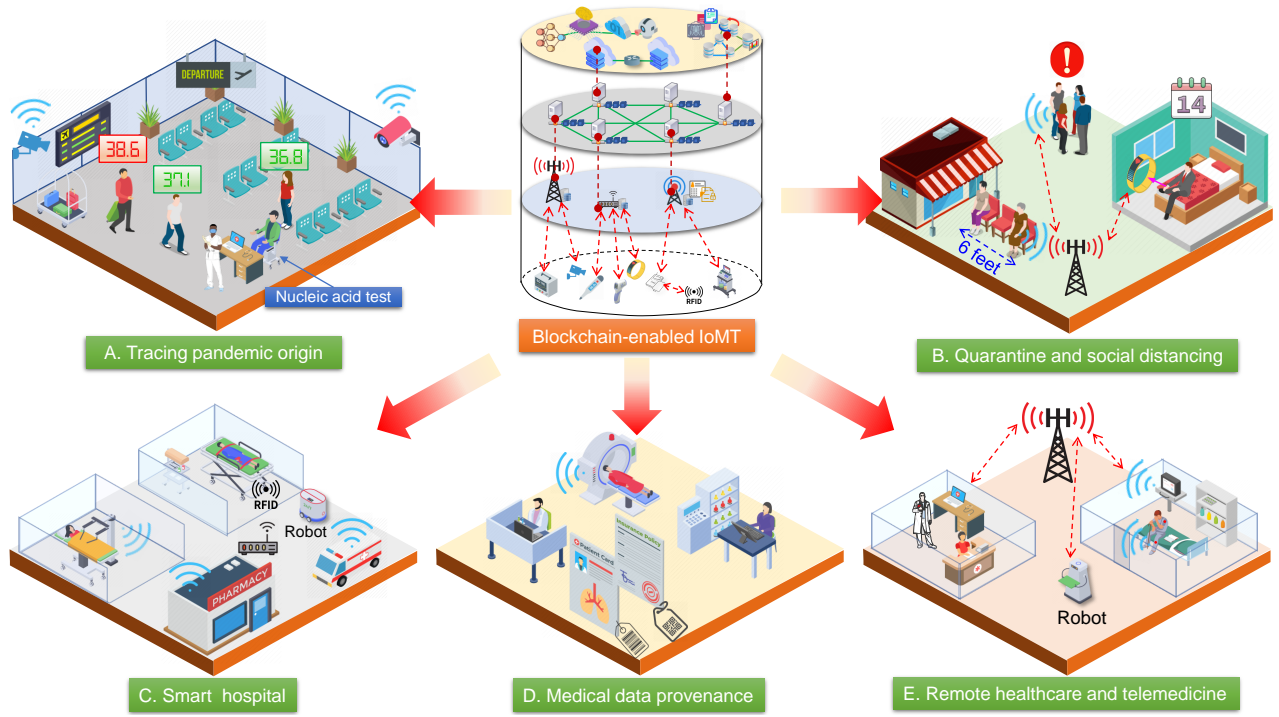 DEPARTURE
38.6
37.1
36.8
Nucleic acid test
A. Tracing pandemic origin
RFID
Blockchain-enabled IoMT
!
14
6 feet
B. Quarantine and social distancing
RFID
Robot
PHARMACY
C. Smart hospital
Insurance Policy
Patient Card
D. Medical data provenance
Robot
E. Remote healthcare and telemedicine